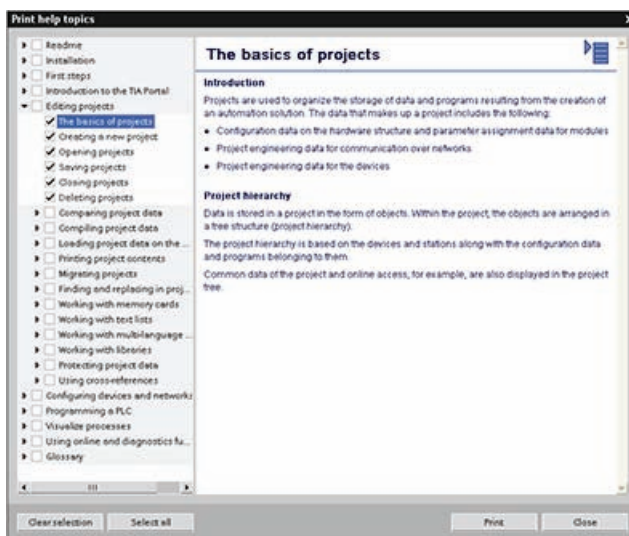 Print help topics
Readme
Installation
First steps
Introduction to the TIA Portal
Editing projects
The basics of projects
Creating a new project
Opening projects
Saving projects
Closing projects
Deleting projects
Comparing project data
Compiling project data
Loading project data on the ...
Printing project contents
Migrating projects
Finding and replacing in proj...
Working with memory cards
Working with text lists
Working with multi-language ...
Working with libraries
Protecting project data
Using cross-references
Configuring devices and networks
Programming a PLC
Visualize processes
Using online and diagnostics fu...
Glossary
Clear selection
Select all
The basics of projects
Introduction
Projects are used to organize the storage of data and programs resulting from the creation of
an automation solution. The data that makes up a project includes the following:
• Configuration data on the hardware structure and parameter assignment data for modules
• Project engineering data for communication over networks
• Project engineering data for the devices
Project hierarchy
Data is stored in a project in the form of objects. Within the project, the objects are arranged in
a tree structure (project hierarchy).
The project hierarchy is based on the devices and stations along with the configuration data
and programs belonging to them.
Common data of the project and online access, for example, are also displayed in the project
tree.
Print
Close